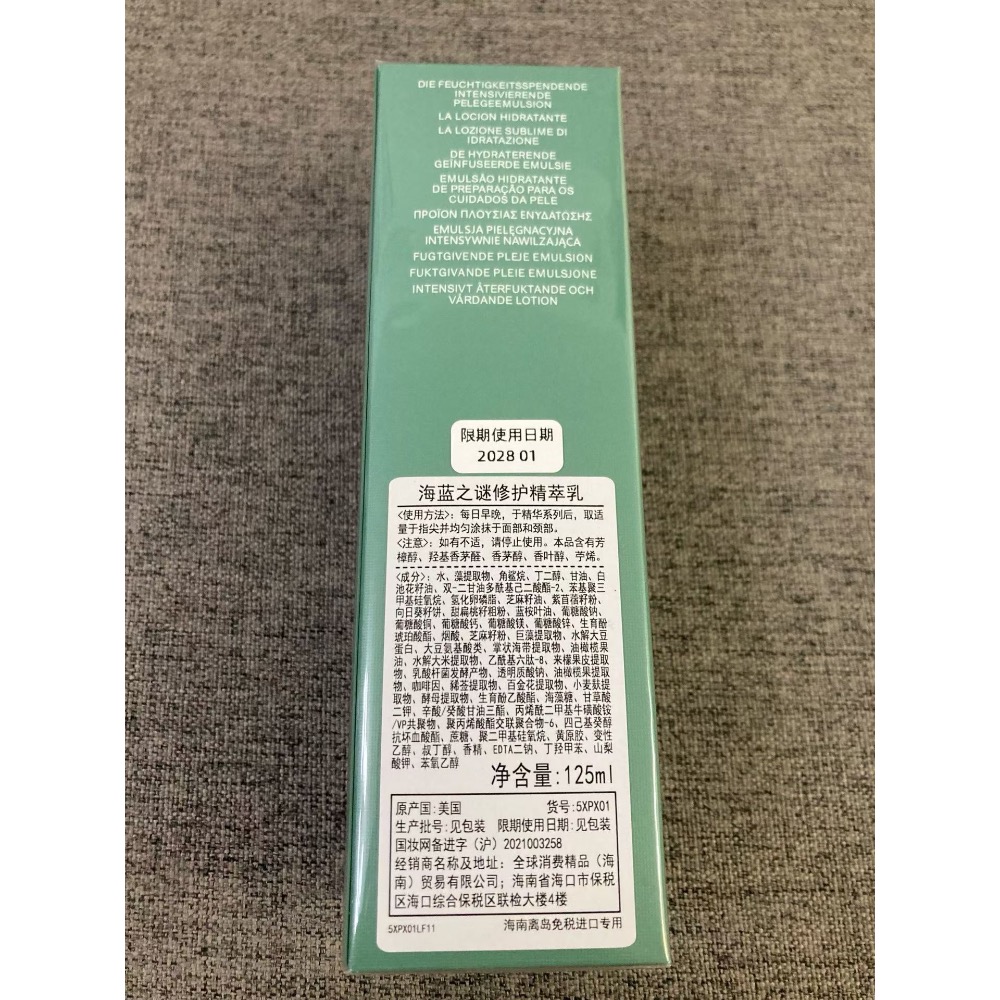 DIE FEUCHTIGKEITSSPENDENDE
INTENSIVIERENDE
PELEGEEMULSION
LA LOCION HIDRATANTE
LA LOZIONE SUBLIME DI
IDRATAZIONE
DE HYDRATERENDE
GEÏNFUSEERDE EMULSIE
EMULSÃO HIDRATANTE
DE PREPARAÇÃO PARA OS
CUIDADOS DA PELE
ΠΡΟΪΟΝ ΠΛΟΥΣΙΑΣ ΕΝΥΔΑΤΩΣΗΣ
EMULSJA PIELĘGNACYJNA
INTENSYWNIE NAWILZAJĄCA
FUGTGIVENDE PLEJE EMULSION
FUKTGIVANDE PLEIE EMULSJONE
INTENSIVT ÅTERFUKTANDE OCH
VÅRDANDE LOTION
限期使用日期
2028 01
海蓝之谜修护精萃乳
<使用方法>：每日早晚，于精华系列后，取适
量于指尖并均匀涂抹于面部和颈部。
<注意>：如有不适，请停止使用。本品含有芳
樟醇、羟基香茅醛、香茅醇、香叶醇、苧烯。
<成分>：水、藻提取物、角鲨烷、丁二醇、甘油、白
池花籽油、双-二甘油多酰基己二酸酯-2、苯基聚三
甲基硅氧烷、氢化卵磷脂、芝麻籽油、紫苜蓿籽粉、
向日葵籽饼、甜扁桃籽粗粉、蓝桉叶油、葡糖酸钠、
葡糖酸铜、葡糖酸钙、葡糖酸镁、葡糖酸锌、生育酚
琥珀酸酯、烟酸、芝麻籽粉、巨藻提取物、水解大豆
蛋白、大豆氨基酸类、掌状海带提取物、油橄榄果
油、水解大米提取物、乙酰基六肽-8、来檬果皮提取
物、乳酸杆菌发酵产物、透明质酸钠、油橄榄果提取
物、咖啡因、豨莶提取物、百金花提取物、小麦麸提
取物、酵母提取物、生育酚乙酸酯、海藻糖、甘草酸
二钾、辛酸/癸酸甘油三酯、丙烯酰二甲基牛磺酸铵
/VP共聚物、聚丙烯酸酯交联聚合物-6、四己基癸醇
抗坏血酸酯、蔗糖、聚二甲基硅氧烷、黄原胶、变性
乙醇、叔丁醇、香精、EDTA二钠、丁羟甲苯、山梨
酸钾、苯氧乙醇
净含量:125ml
原产国:美国 货号:5XPX01
生产批号:见包装 限期使用日期:见包装
国妆网备进字（沪）2021003258
经销商名称及地址：全球消费精品（海
南）贸易有限公司；海南省海口市保税
区海口综合保税区联检大楼4楼
5XPX01LF11 海南离岛免税进口专用